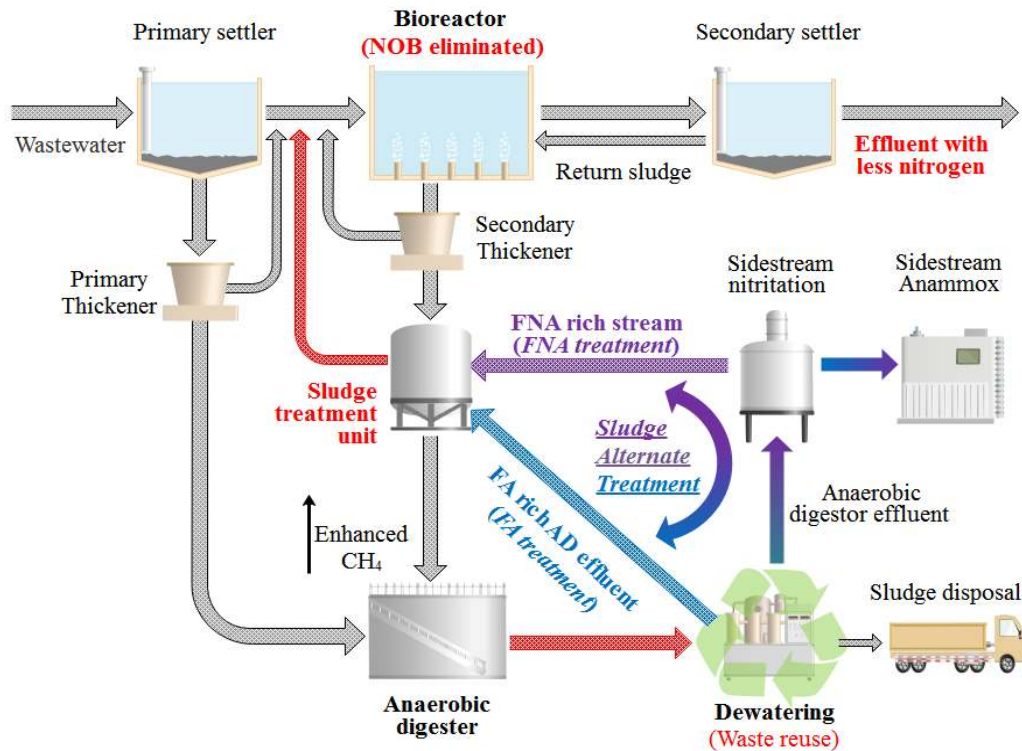 Primary settler
Bioreactor
(NOB eliminated)
Secondary settler
Wastewater
Return sludge
Effluent with
less nitrogen
Secondary
Thickener
Primary
Thickener
Sidestream
nitritation
Sidestream
Anammox
FNA rich stream
(FNA treatment)
Sludge
treatment
unit
Sludge
Alternate
Treatment
FA rich AD effluent
(FA treatment)
Anaerobic
digestor effluent
Enhanced
CH₄
Sludge disposal
Anaerobic
digester
Dewatering
(Waste reuse)